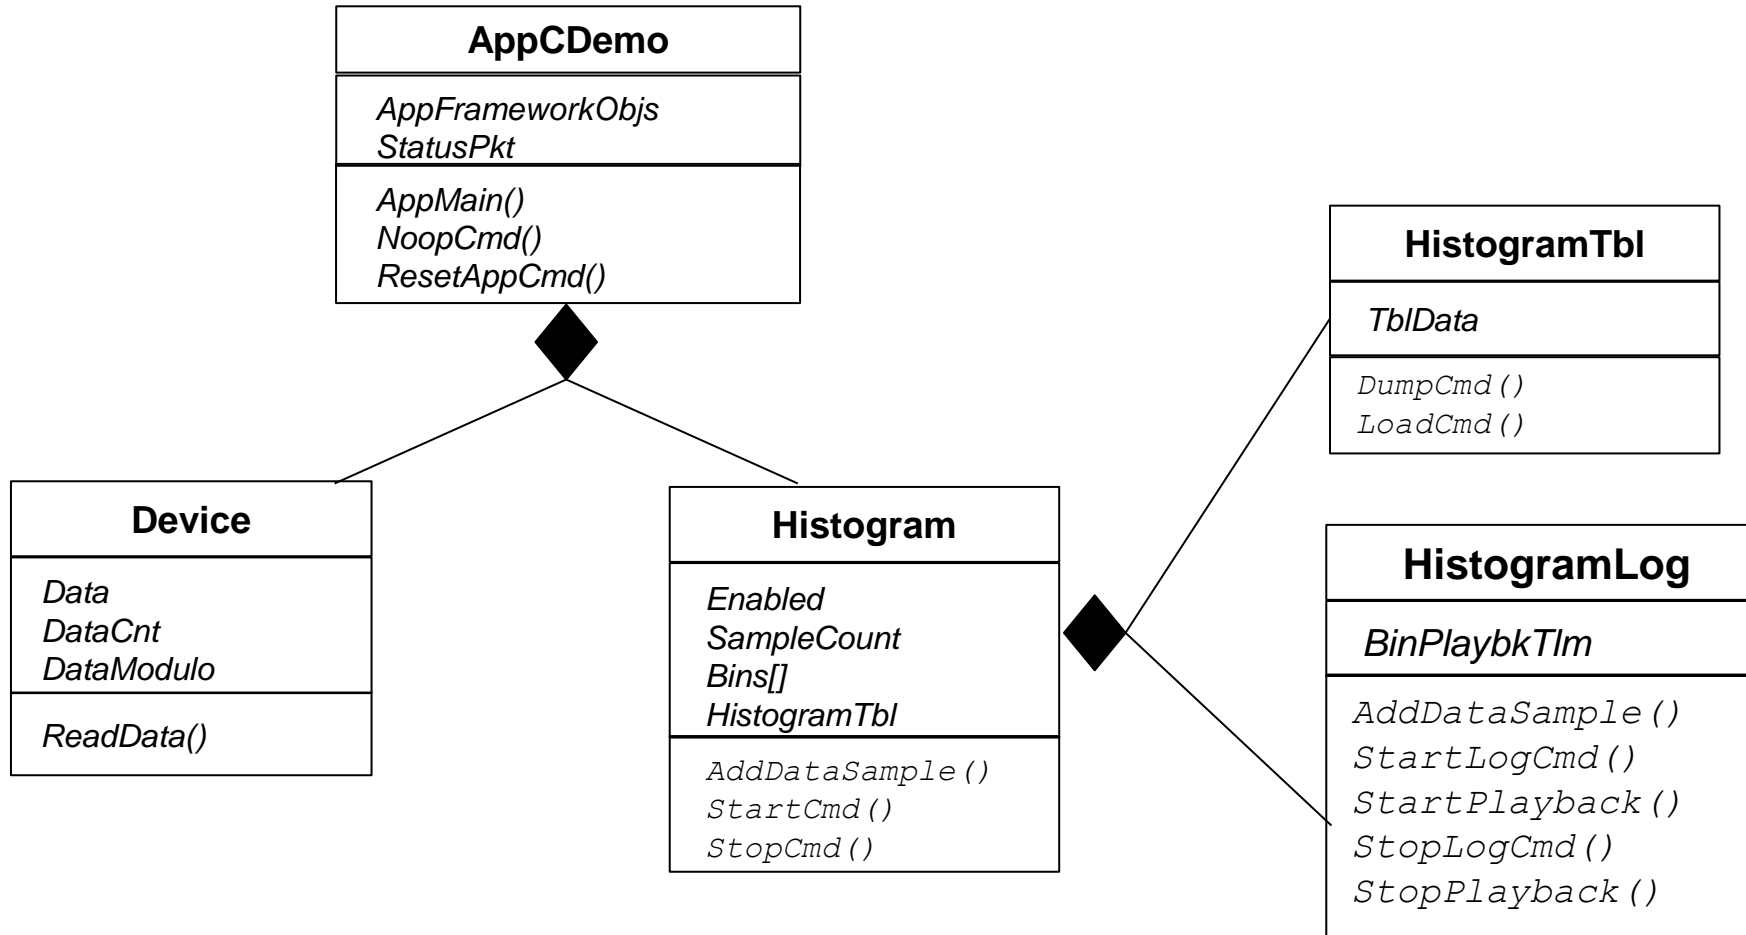 AppCDemo
AppFrameworkObjs
StatusPkt
AppMain()
NoopCmd()
ResetAppCmd()
Device
Data
DataCnt
DataModulo
ReadData()
Histogram
Enabled
SampleCount
Bins[]
HistogramTbl
AddDataSample()
StartCmd()
StopCmd()
HistogramTbl
TblData
DumpCmd()
LoadCmd()
HistogramLog
BinPlaybkTlm
AddDataSample()
StartLogCmd()
StartPlayback()
StopLogCmd()
StopPlayback()